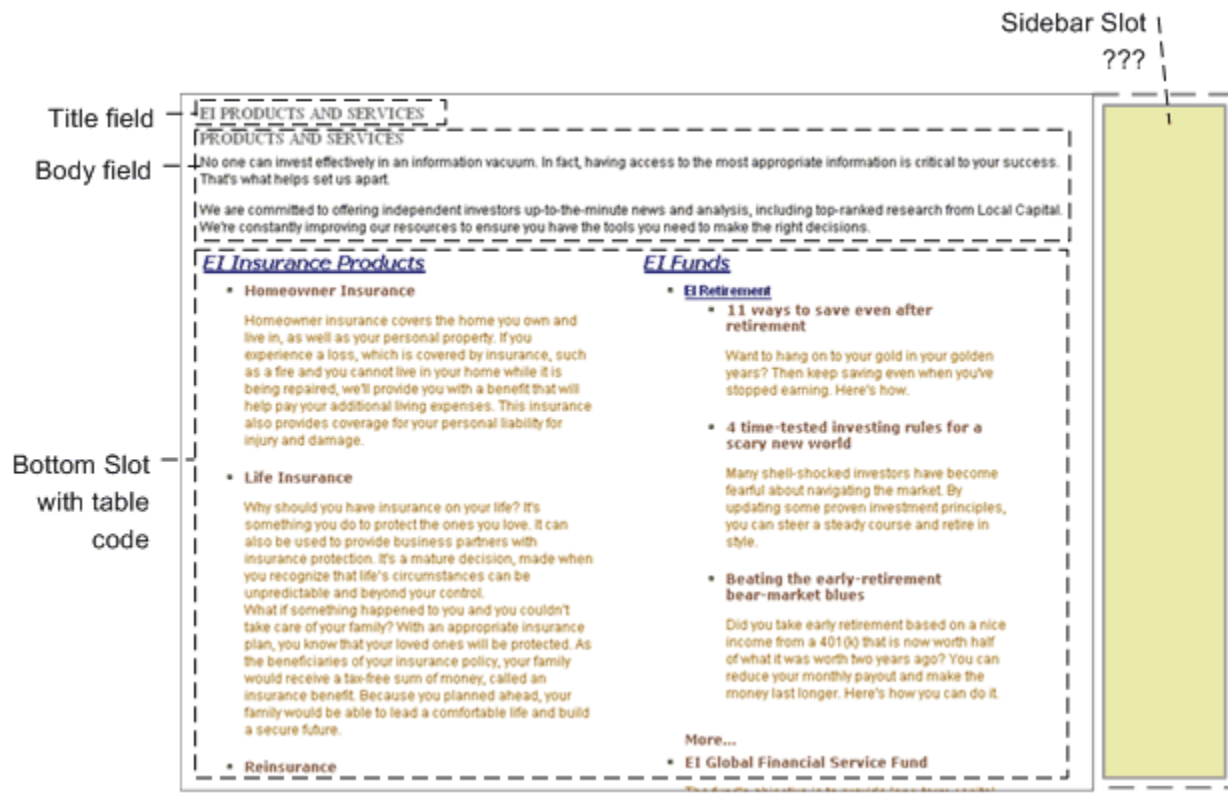 Sidebar Slot
???
Title field
EI PRODUCTS AND SERVICES
PRODUCTS AND SERVICES
Body field
No one can invest effectively in an information vacuum. In fact, having access to the most appropriate information is critical to your success.
That's what helps set us apart.
We are committed to offering independent investors up-to-the-minute news and analysis, including top-ranked research from Local Capital.
We're constantly improving our resources to ensure you have the tools you need to make the right decisions.
Bottom Slot
with table
code
EI Insurance Products
• Homeowner Insurance
Homeowner insurance covers the home you own and
live in, as well as your personal property. If you
experience a loss, which is covered by insurance, such
as a fire and you cannot live in your home while it is
being repaired, we'll provide you with a benefit that will
help pay your additional living expenses. This insurance
also provides coverage for your personal liability for
injury and damage.
• Life Insurance
Why should you have insurance on your life? It's
something you do to protect the ones you love. It can
also be used to provide business partners with
insurance protection. It's a mature decision, made when
you recognize that life's circumstances can be
unpredictable and beyond your control.
What if something happened to you and you couldn't
take care of your family? With an appropriate insurance
plan, you know that your loved ones will be protected. As
the beneficiaries of your insurance policy, your family
would receive a tax-free sum of money, called an
insurance benefit. Because you planned ahead, your
family would be able to lead a comfortable life and build
a secure future.
• Reinsurance
EI Funds
• EI Retirement
• 11 ways to save even after
retirement
Want to hang on to your gold in your golden
years? Then keep saving even when you've
stopped earning. Here's how.
• 4 time-tested investing rules for a
scary new world
Many shell-shocked investors have become
fearful about navigating the market. By
updating some proven investment principles,
you can steer a steady course and retire in
style.
• Beating the early-retirement
bear-market blues
Did you take early retirement based on a nice
income from a 401(k) that is now worth half
of what it was worth two years ago? You can
reduce your monthly payout and make the
money last longer. Here's how you can do it.
More...
• EI Global Financial Service Fund